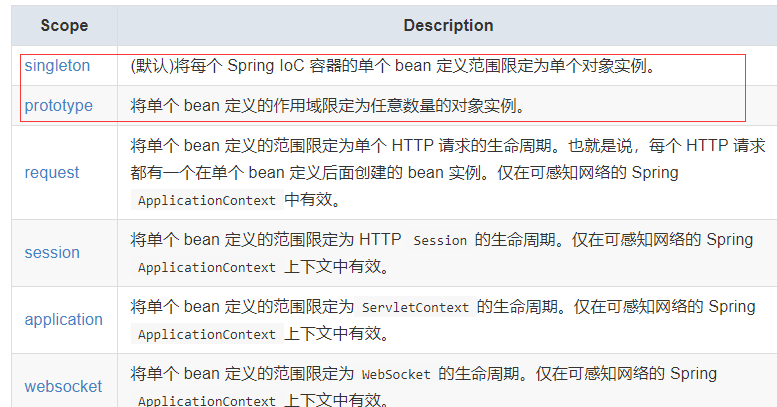 Scope Description
singleton (默认)将每个 Spring IoC 容器的单个 bean 定义范围限定为单个对象实例。
prototype 将单个 bean 定义的作用域限定为任意数量的对象实例。
将单个 bean 定义的范围限定为单个 HTTP 请求的生命周期。也就是说，每个 HTTP 请求
request 都有一个在单个 bean 定义后面创建的 bean 实例。仅在可感知网络的 Spring
ApplicationContext 中有效。
将单个 bean 定义的范围限定为 HTTP Session 的生命周期。仅在可感知网络的 Spring
session
ApplicationContext 上下文中有效。
将单个 bean 定义的范围限定为 ServletContext 的生命周期。仅在可感知网络的 Spring
application
ApplicationContext 上下文中有效。
将单个 bean 定义的范围限定为 WebSocket 的生命周期。仅在可感知网络的 Spring
websocket
ApplicationContext 上下文中有效。